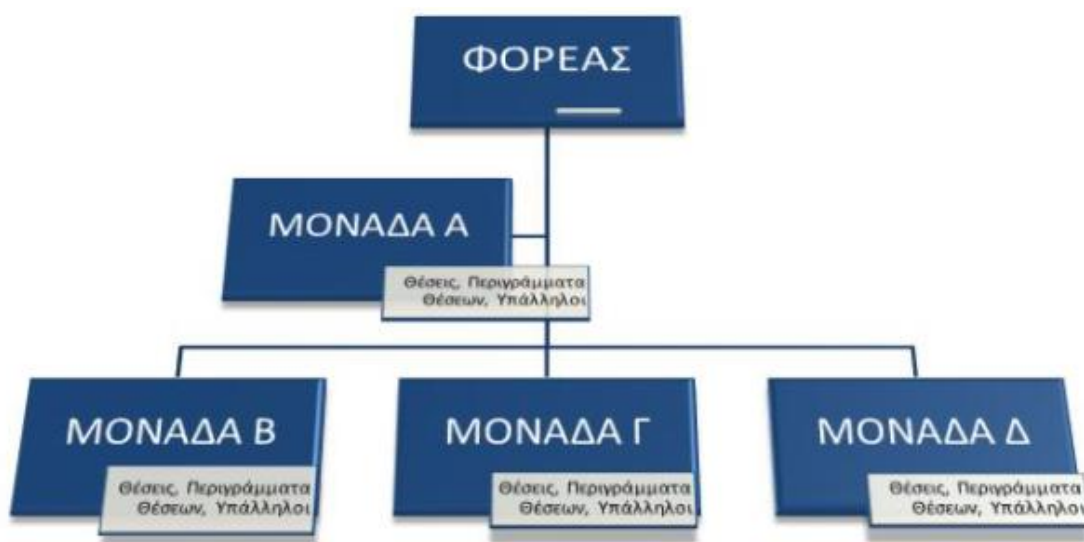 ΦΟΡΕΑΣ
ΜΟΝΑΔΑ Α
Θέσεις, Περιγράμματα
Θέσεων, Υπάλληλοι
ΜΟΝΑΔΑ Β
Θέσεις, Περιγράμματα
Θέσεων, Υπάλληλοι
ΜΟΝΑΔΑ Γ
Θέσεις, Περιγράμματα
Θέσεων, Υπάλληλοι
ΜΟΝΑΔΑ Δ
Θέσεις, Περιγράμματα
Θέσεων, Υπάλληλοι